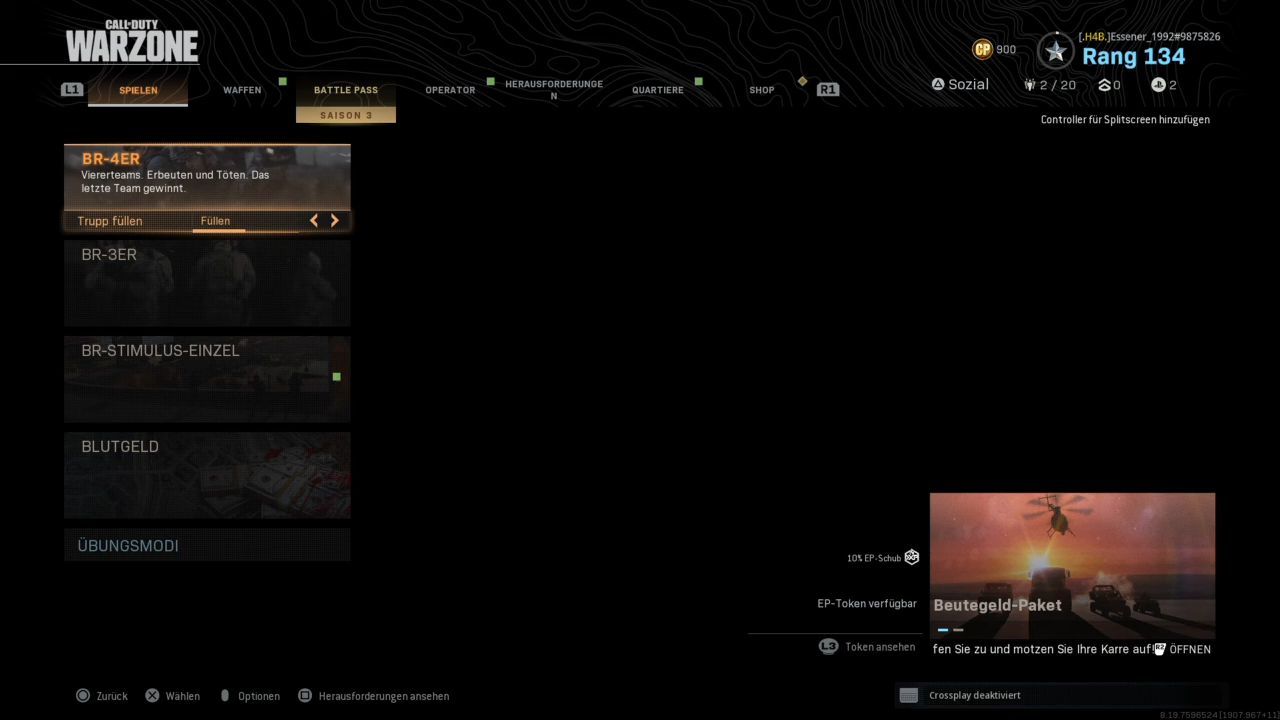 CALL OF DUTY
WARZONE
CP 900
[.H4B.]Essener_1992#9875826
Rang 134
L1
SPIELEN
WAFFEN
BATTLE PASS
SAISON 3
OPERATOR
HERAUSFORDERUNGE
N
QUARTIERE
SHOP
R1
Sozial
2 / 20
0
2
Controller für Splitscreen hinzufügen
BR-4ER
Viererteams. Erbeuten und Töten. Das
letzte Team gewinnt.
Trupp füllen
Füllen
BR-3ER
BR-STIMULUS-EINZEL
BLUTGELD
ÜBUNGSMODI
10% EP-Schub
EP-Token verfügbar
L3 Token ansehen
Beutegeld-Paket
fen Sie zu und motzen Sie Ihre Karre auf!
R2 ÖFFNEN
Zurück
Wählen
Optionen
Herausforderungen ansehen
Crossplay deaktiviert